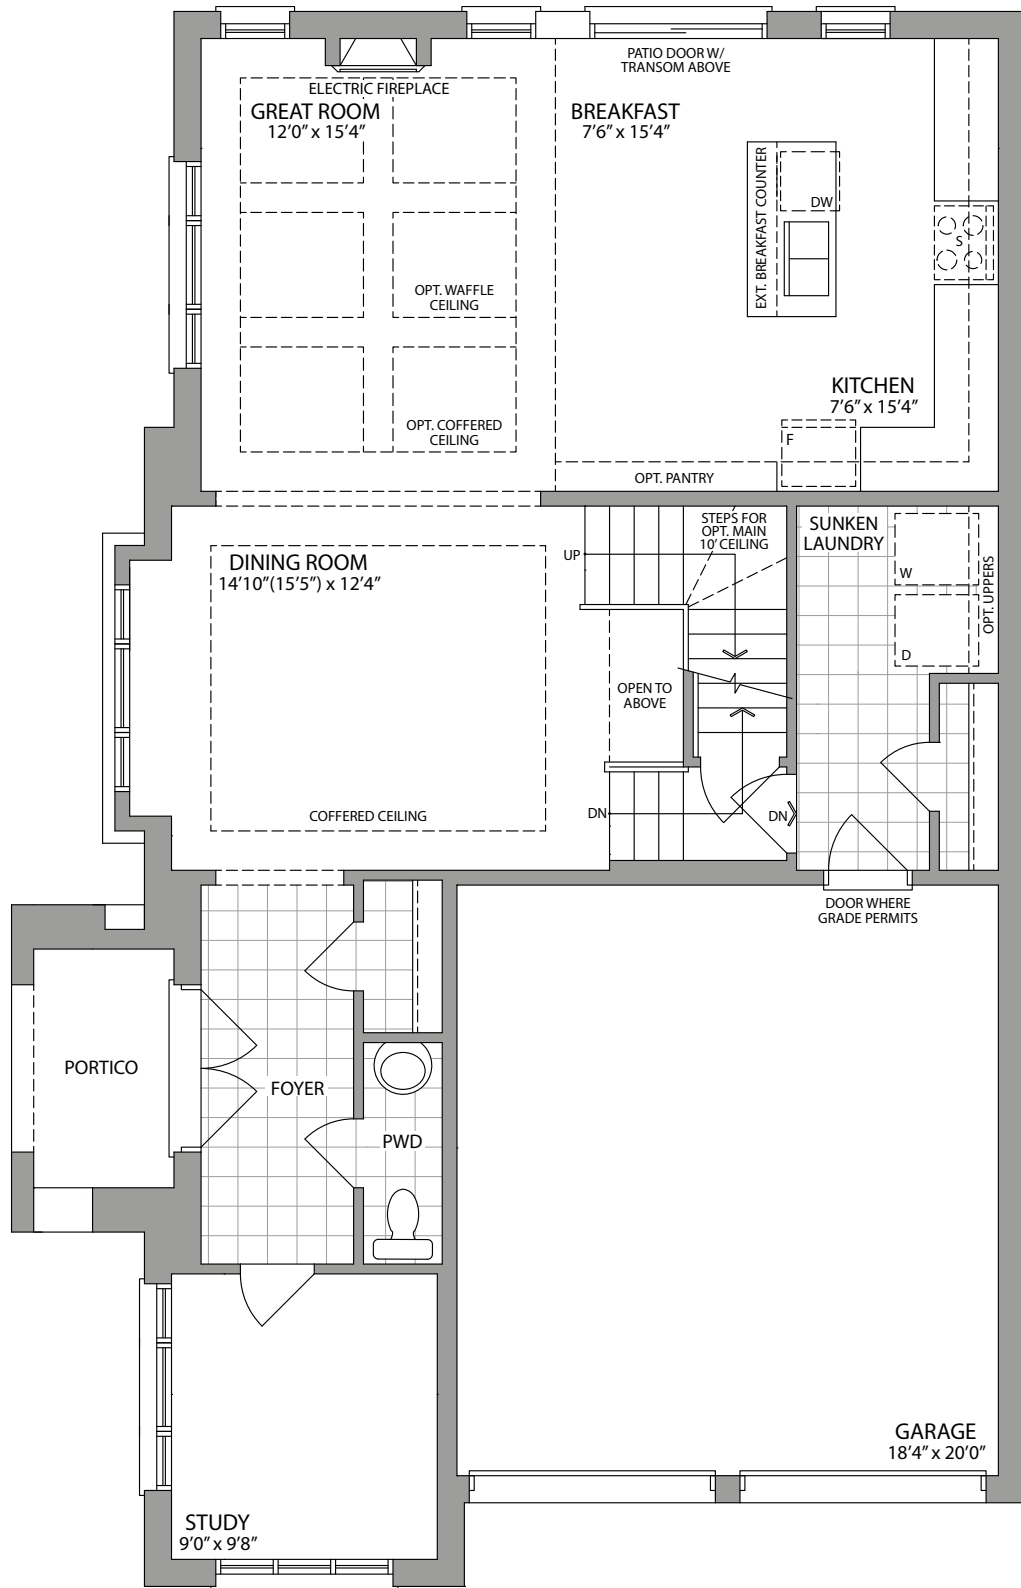 PATIO DOOR W/
TRANSOM ABOVE
ELECTRIC FIREPLACE
GREAT ROOM
12'0" x 15'4"
BREAKFAST
7'6" x 15'4"
EXT. BREAKFAST COUNTER
DW
S
OPT. WAFFLE
CEILING
KITCHEN
7'6" x 15'4"
OPT. COFFERED
CEILING
F
OPT. PANTRY
STEPS FOR
OPT. MAIN
10' CEILING
SUNKEN
LAUNDRY
UP
DINING ROOM
14'10"(15'5") x 12'4"
W
OPT. UPPERS
D
OPEN TO
ABOVE
COFFERED CEILING
DN
DN
DOOR WHERE
GRADE PERMITS
PORTICO
FOYER
PWD
GARAGE
18'4" x 20'0"
STUDY
9'0" x 9'8"